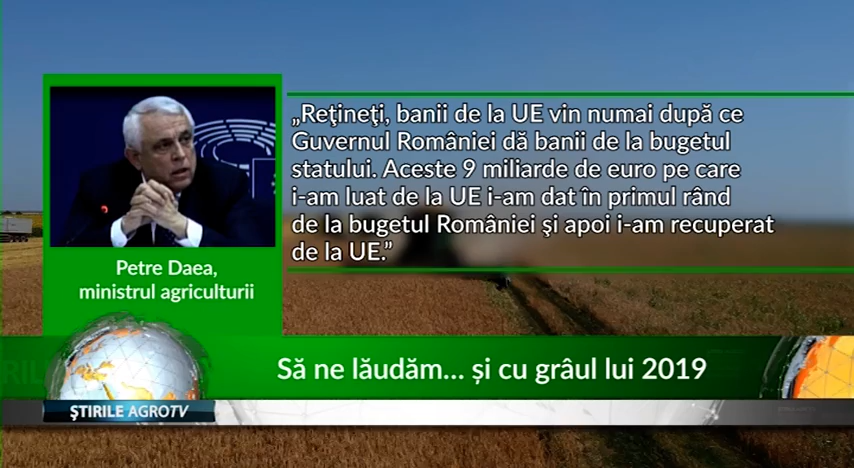 „Reţineţi, banii de la UE vin numai după ce
Guvernul României dă banii de la bugetul
statului. Aceste 9 miliarde de euro pe care
i-am luat de la UE i-am dat în primul rând
de la bugetul României şi apoi i-am recuperat
de la UE.”
Petre Daea,
ministrul agriculturii
Să ne lăudăm... și cu grâul lui 2019
ŞTIRILE AGROTV